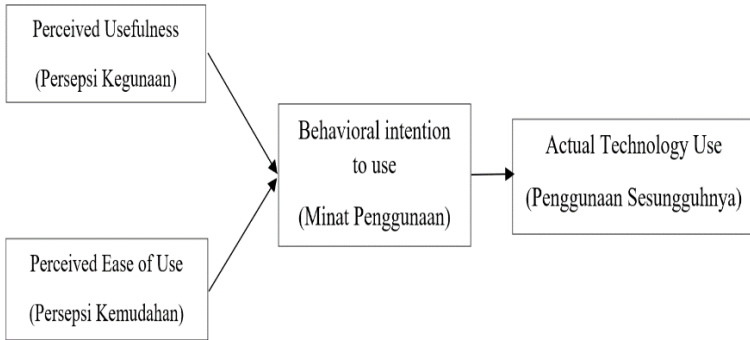 Perceived Usefulness
(Persepsi Kegunaan)
Behavioral intention
to use
(Minat Penggunaan)
Actual Technology Use
(Penggunaan Sesungguhnya)
Perceived Ease of Use
(Persepsi Kemudahan)